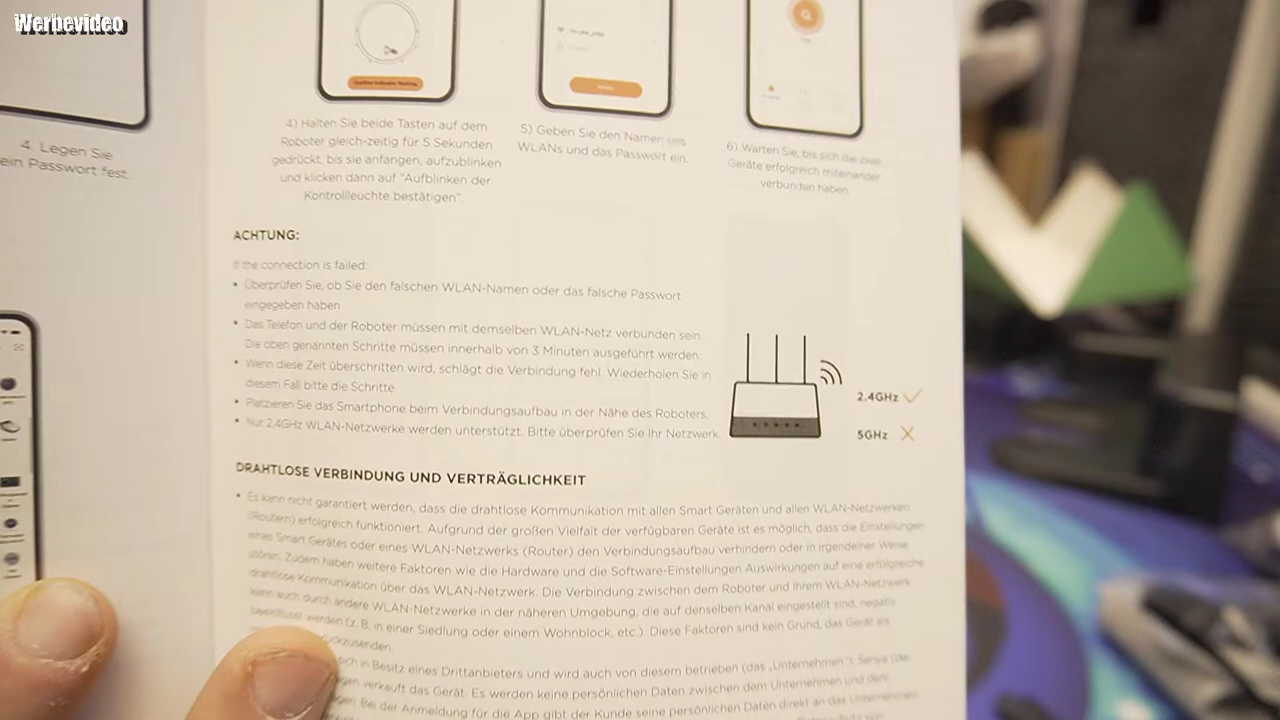 Werbevideo
4. Legen Sie
ein Passwort fest.
4) Halten Sie beide Tasten auf dem
Roboter gleich-zeitig für 5 Sekunden
gedrückt, bis sie anfangen, aufzublinken
und klicken dann auf "Aufblinken der
Kontrollleuchte bestätigen".
5) Geben Sie den Namen
WLANs und das Passwort ein.
6) Warten Sie, bis sich die zwei
Geräte erfolgreich miteinander
verbunden haben.
ACHTUNG:
If the connection is failed:
• Überprüfen Sie, ob Sie den falschen WLAN-Namen oder das falsche Passwort
eingegeben haben
• Das Telefon und der Roboter müssen mit demselben WLAN-Netz verbunden sein.
Die oben genannten Schritte müssen innerhalb von 3 Minuten ausgeführt werden.
• Wenn diese Zeit überschritten wird, schlägt die Verbindung fehl. Wiederholen Sie in
diesem Fall bitte die Schritte.
• Platzieren Sie das Smartphone beim Verbindungsaufbau in der Nähe des Roboters.
• Nur 2.4GHz WLAN-Netzwerke werden unterstützt. Bitte überprüfen Sie Ihr Netzwerk.
2.4GHz
5GHz
DRAHTLOSE VERBINDUNG UND VERTRÄGLICHKEIT
• Es kann nicht garantiert werden, dass die drahtlose Kommunikation mit allen Smart Geräten und allen WLAN-Netzwerken
(Routern) erfolgreich funktioniert. Aufgrund der großen Vielfalt der verfügbaren Geräte ist es möglich, dass die Einstellungen
eines Smart Gerätes oder eines WLAN-Netzwerks (Router) den Verbindungsaufbau verhindern oder in irgendeiner Weise
stören. Zudem haben weitere Faktoren wie die Hardware und die Software-Einstellungen Auswirkungen auf eine erfolgreiche
drahtlose Kommunikation über das WLAN-Netzwerk. Die Verbindung zwischen dem Roboter und Ihrem WLAN-Netzwerk
kann auch durch andere WLAN-Netzwerke in der näheren Umgebung, die auf denselben Kanal eingestellt sind, negativ
beeinflusst werden (z. B. in einer Siedlung oder einem Wohnblock, etc.). Diese Faktoren sind kein Grund, das Gerät als
ückzusenden.
sich in Besitz eines Drittanbieters und wird auch von diesem betrieben (das „Unternehmen").
verkauft das Gerät. Es werden keine persönlichen Daten zwischen dem Unternehmen und dem
Bei der Anmeldung für die App gibt der Kunde seine persönlichen Daten direkt an das Unternehmen